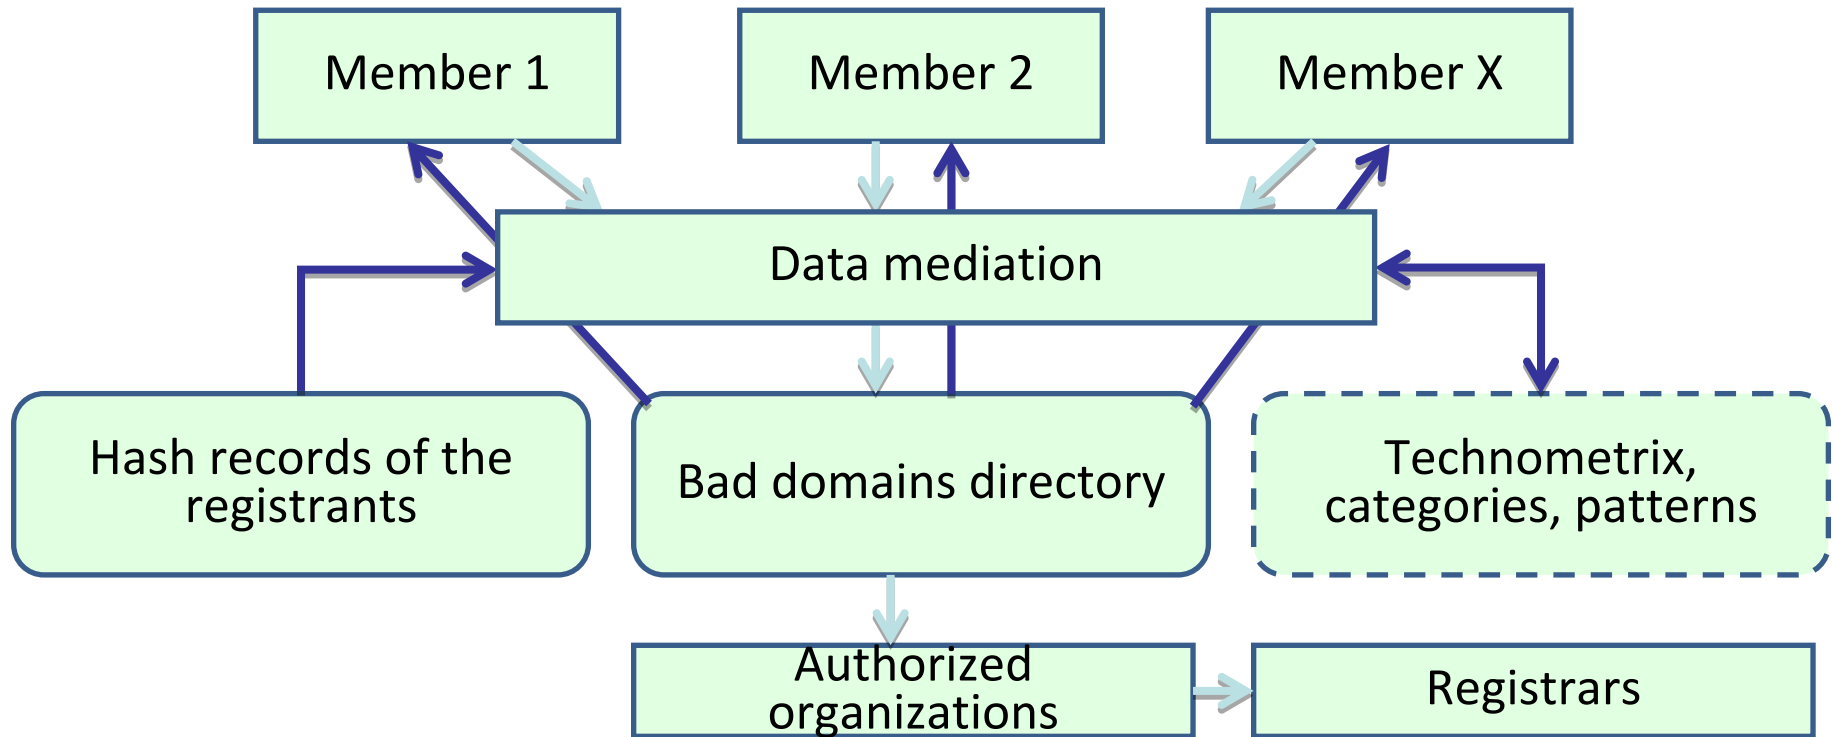 Member 1
Member 2
Member X
Data mediation
Hash records of the
registrants
Bad domains directory
Technometrix,
categories, patterns
Authorized
organizations
Registrars